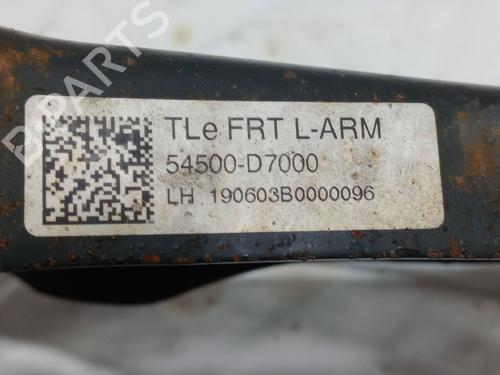 B-PARTS
TLe FRT L-ARM
54500-D7000
LH 190603B0000096